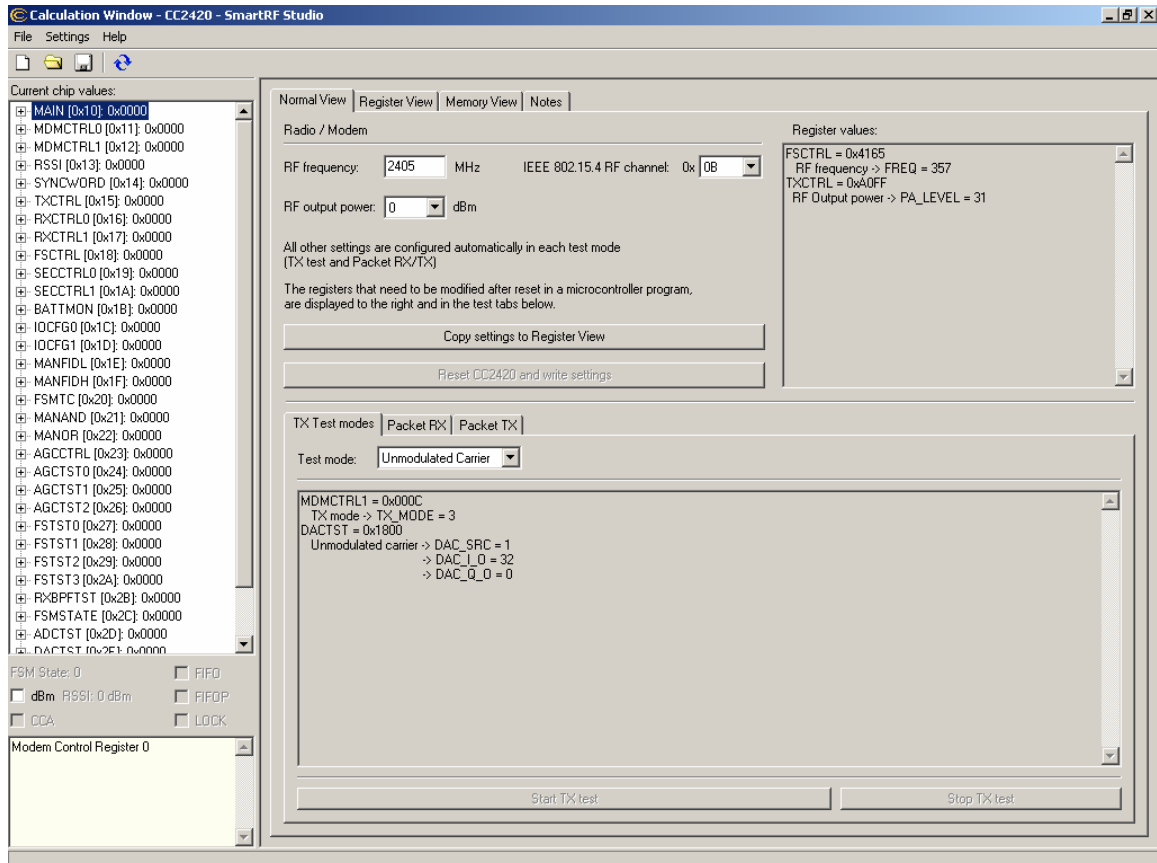 Calculation Window - CC2420 - SmartRF Studio
File Settings Help
Current chip values:
MAIN [0x10]: 0x0000
MDMCTRL0 [0x11]: 0x0000
MDMCTRL1 [0x12]: 0x0000
RSSI [0x13]: 0x0000
SYNCWORD [0x14]: 0x0000
TXCTRL [0x15]: 0x0000
RXCTRL0 [0x16]: 0x0000
RXCTRL1 [0x17]: 0x0000
FSCTRL [0x18]: 0x0000
SECCTRL0 [0x19]: 0x0000
SECCTRL1 [0x1A]: 0x0000
BATTMON [0x1B]: 0x0000
IOCFG0 [0x1C]: 0x0000
IOCFG1 [0x1D]: 0x0000
MANFIDL [0x1E]: 0x0000
MANFIDH [0x1F]: 0x0000
FSMTC [0x20]: 0x0000
MANAND [0x21]: 0x0000
MANOR [0x22]: 0x0000
AGCCTRL [0x23]: 0x0000
AGCTST0 [0x24]: 0x0000
AGCTST1 [0x25]: 0x0000
AGCTST2 [0x26]: 0x0000
FSTST0 [0x27]: 0x0000
FSTST1 [0x28]: 0x0000
FSTST2 [0x29]: 0x0000
FSTST3 [0x2A]: 0x0000
RXBPFTST [0x2B]: 0x0000
FSMSTATE [0x2C]: 0x0000
ADCTST [0x2D]: 0x0000
DACTST [0x2E]: 0x0000
FSM State: 0 FIFO
dBm RSSI: 0 dBm FIFOP
CCA LOCK
Modem Control Register 0
Normal View Register View Memory View Notes
Radio / Modem
RF frequency: 2405 MHz IEEE 802.15.4 RF channel: 0x 0B
RF output power: 0 dBm
All other settings are configured automatically in each test mode
(TX test and Packet RX/TX)
The registers that need to be modified after reset in a microcontroller program,
are displayed to the right and in the test tabs below.
Copy settings to Register View
Reset CC2420 and write settings
Register values:
FSCTRL = 0x4165
RF frequency -> FREQ = 357
TXCTRL = 0xA0FF
RF Output power -> PA_LEVEL = 31
TX Test modes Packet RX Packet TX
Test mode: Unmodulated Carrier
MDMCTRL1 = 0x000C
TX mode -> TX_MODE = 3
DACTST = 0x1800
Unmodulated carrier -> DAC_SRC = 1
-> DAC_I_O = 32
-> DAC_Q_O = 0
Start TX test Stop TX test